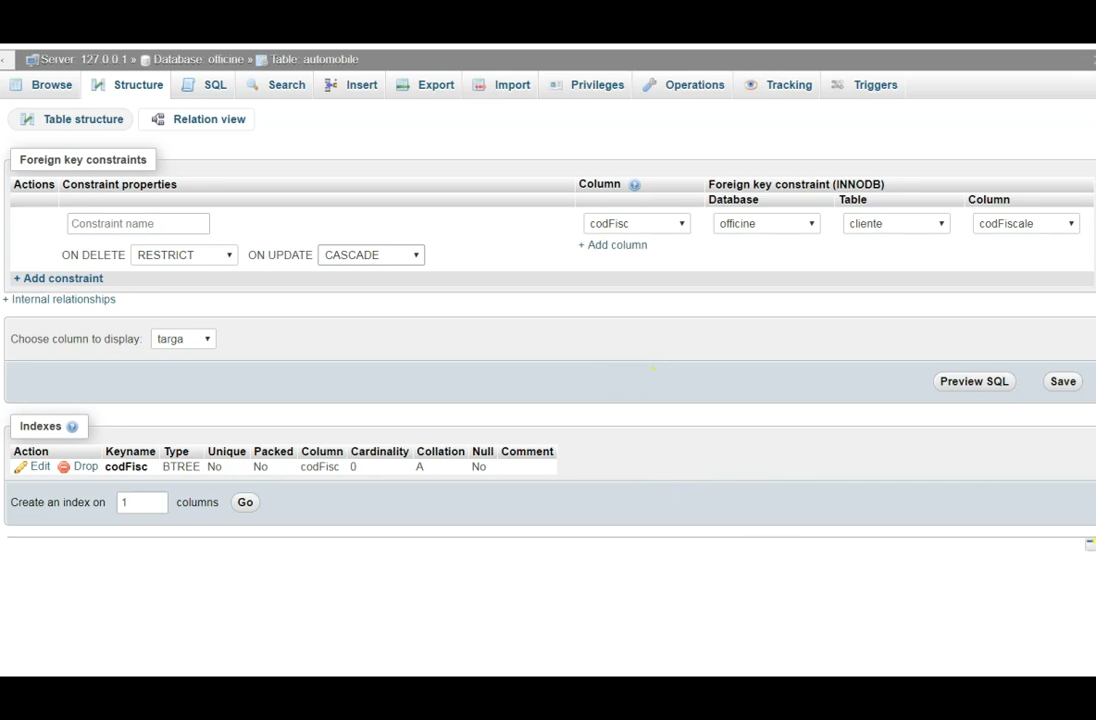 Server: 127.0.0.1 » Database: officine » Table: automobile
Browse Structure SQL Search Insert Export Import Privileges Operations Tracking Triggers
Table structure Relation view
Foreign key constraints
Actions Constraint properties Column Foreign key constraint (INNODB)
Database Table Column
Constraint name codFisc officine cliente codFiscale
+ Add column
ON DELETE RESTRICT ON UPDATE CASCADE
+ Add constraint
+ Internal relationships
Choose column to display: targa
Preview SQL Save
Indexes
Action Keyname Type Unique Packed Column Cardinality Collation Null Comment
Edit Drop codFisc BTREE No No codFisc 0 A No
Create an index on 1 columns Go